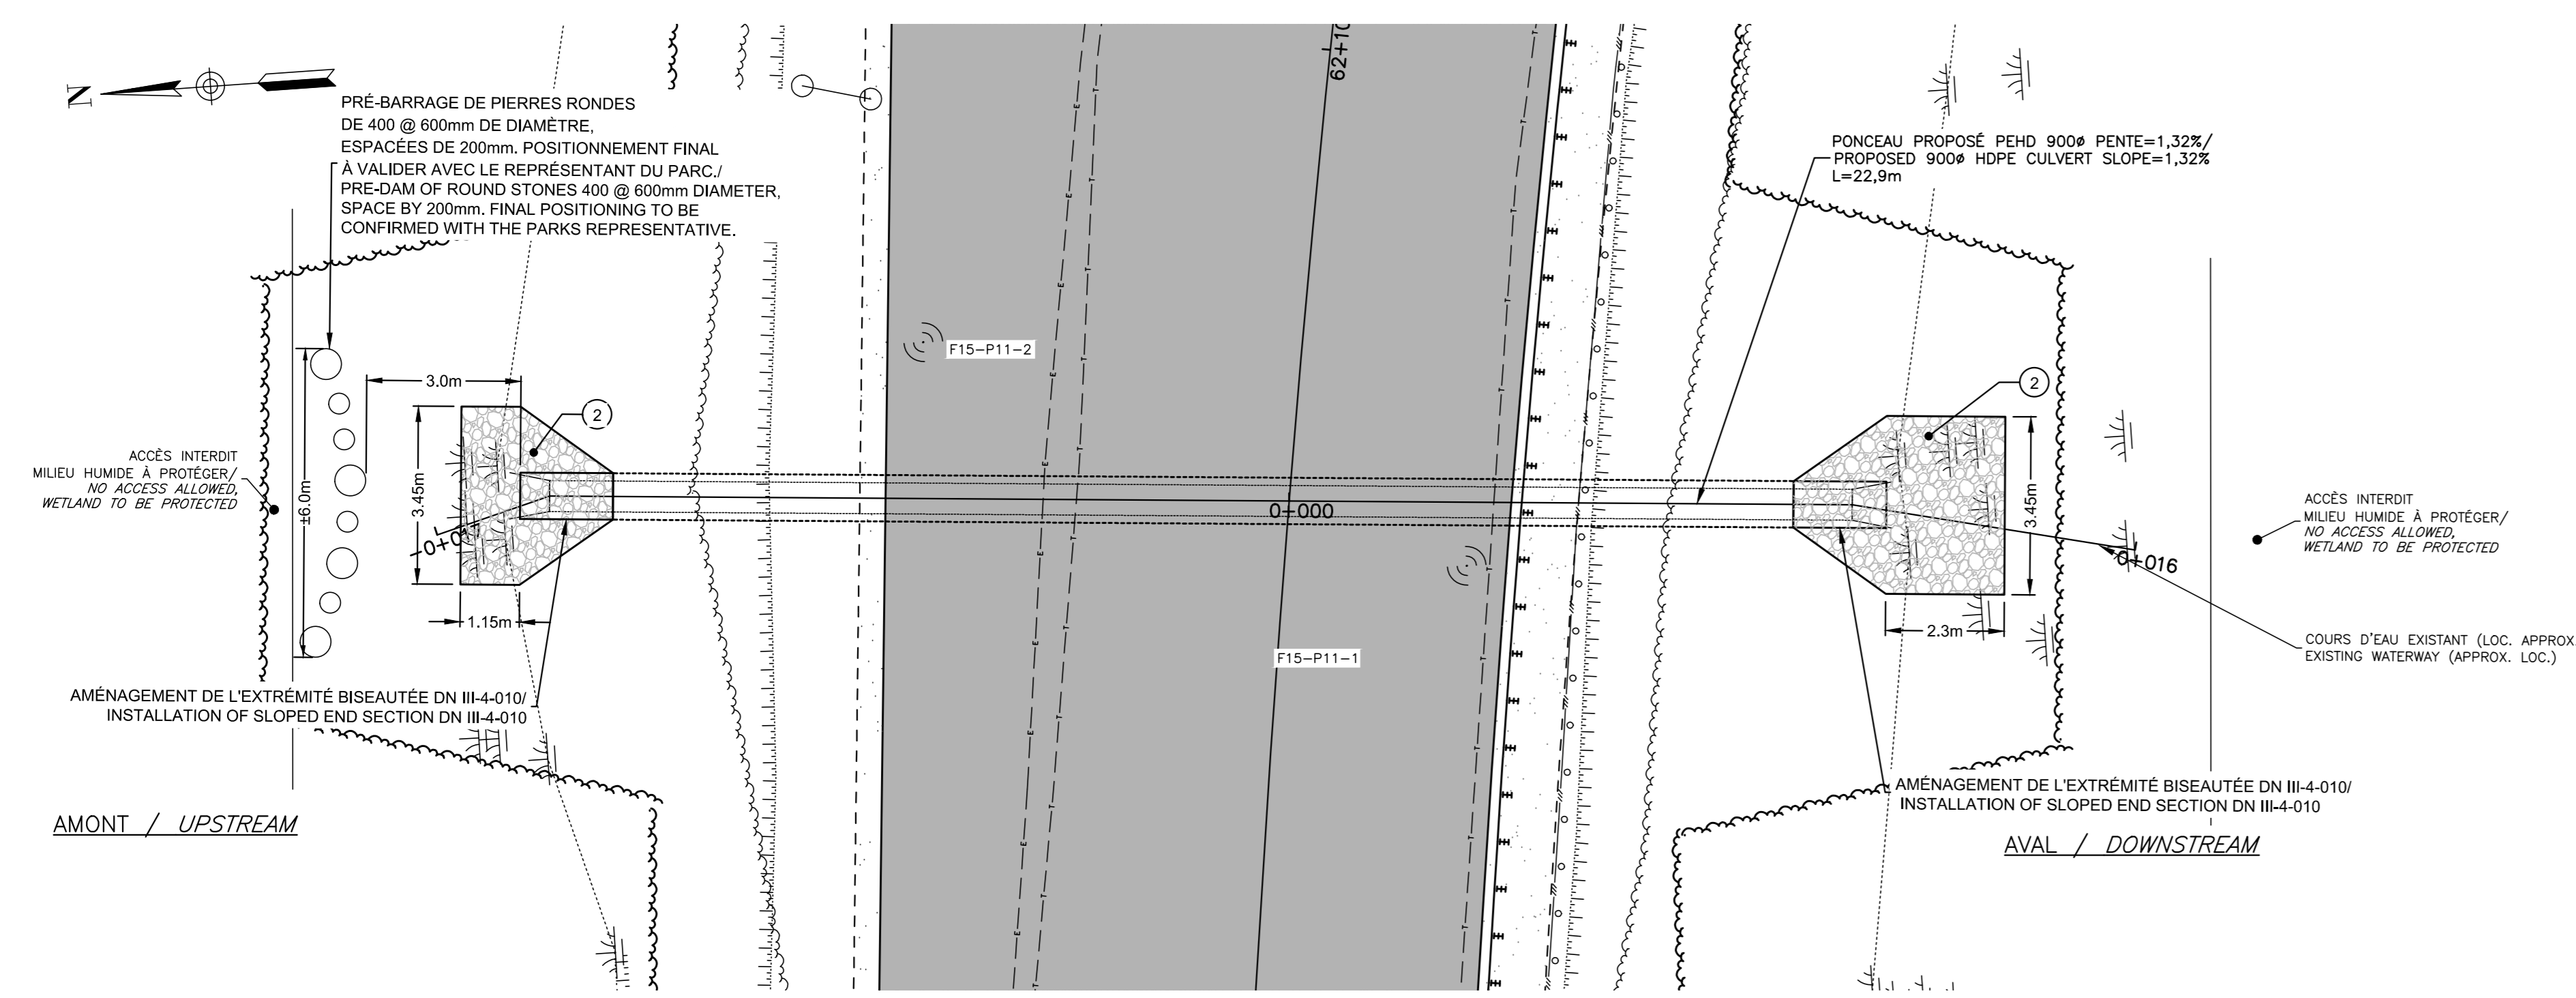 N
62+10
PRÉ-BARRAGE DE PIERRES RONDES
DE 400 @ 600mm DE DIAMÈTRE,
ESPACÉES DE 200mm. POSITIONNEMENT FINAL
À VALIDER AVEC LE REPRÉSENTANT DU PARC./
PRE-DAM OF ROUND STONES 400 @ 600mm DIAMETER,
SPACE BY 200mm. FINAL POSITIONING TO BE
CONFIRMED WITH THE PARKS REPRESENTATIVE.
PONCEAU PROPOSÉ PEHD 900ø PENTE=1,32%/
PROPOSED 900ø HDPE CULVERT SLOPE=1,32%
L=22,9m
F15-P11-2
3.0m
2
2
ACCÈS INTERDIT
MILIEU HUMIDE À PROTÉGER/
NO ACCESS ALLOWED,
WETLAND TO BE PROTECTED
±6.0m
3.45m
0+000
3.45m
ACCÈS INTERDIT
MILIEU HUMIDE À PROTÉGER/
NO ACCESS ALLOWED,
WETLAND TO BE PROTECTED
0+016
1.15m
2.3m
F15-P11-1
COURS D'EAU EXISTANT (LOC. APPROX.
EXISTING WATERWAY (APPROX. LOC.)
AMÉNAGEMENT DE L'EXTRÉMITÉ BISEAUTÉE DN III-4-010/
INSTALLATION OF SLOPED END SECTION DN III-4-010
AMÉNAGEMENT DE L'EXTRÉMITÉ BISEAUTÉE DN III-4-010/
INSTALLATION OF SLOPED END SECTION DN III-4-010
AMONT / UPSTREAM
AVAL / DOWNSTREAM
E
T